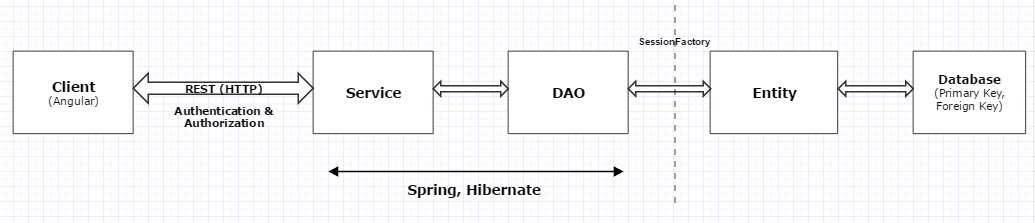 SessionFactory
Client
(Angular)
REST (HTTP)
Authentication &
Authorization
Service
DAO
Entity
Database
(Primary Key,
Foreign Key)
Spring, Hibernate